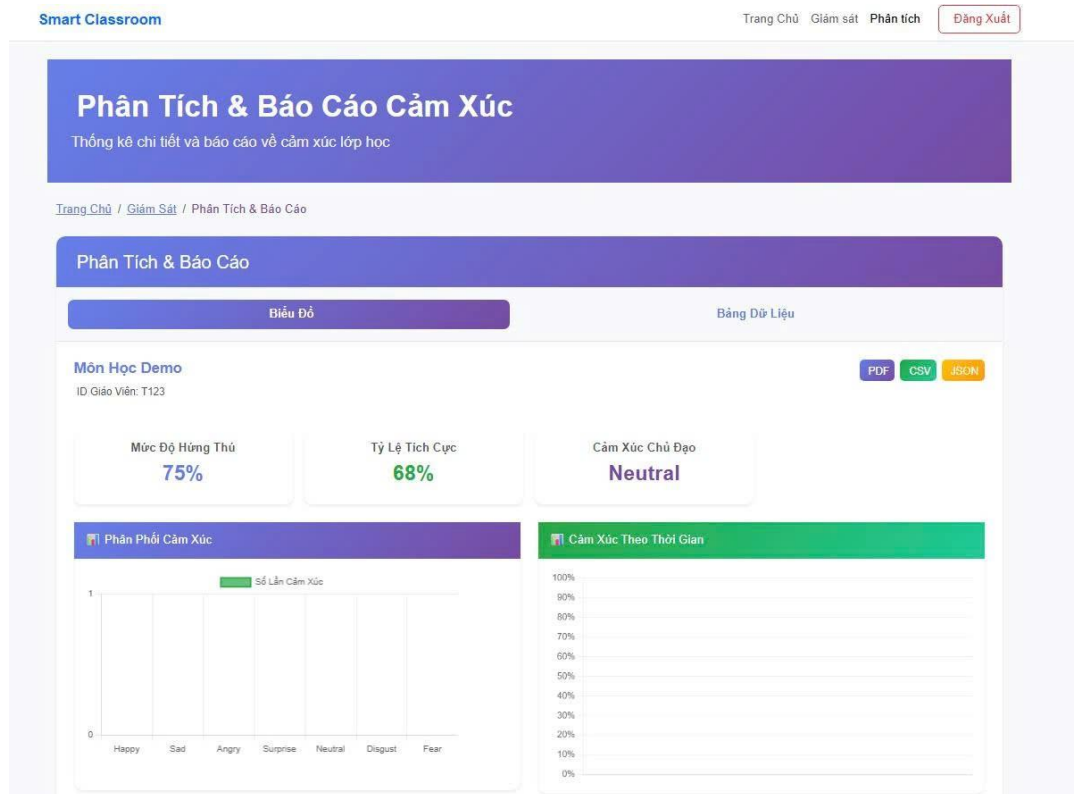 Smart Classroom
Trang Chủ Giám sát Phân tích Đăng Xuất
Phân Tích & Báo Cáo Cảm Xúc
Thống kê chi tiết và báo cáo về cảm xúc lớp học
Trang Chủ / Giám Sát / Phân Tích & Báo Cáo
Phân Tích & Báo Cáo
Biểu Đồ
Bảng Dữ Liệu
Môn Học Demo
PDF CSV JSON
ID Giáo Viên: T123
Mức Độ Hứng Thú
75%
Tỷ Lệ Tích Cực
68%
Cảm Xúc Chủ Đạo
Neutral
Phân Phối Cảm Xúc
Số Lần Cảm Xúc
1
0
Happy Sad Angry Surprise Neutral Disgust Fear
Cảm Xúc Theo Thời Gian
100%
90%
80%
70%
60%
50%
40%
30%
20%
10%
0%